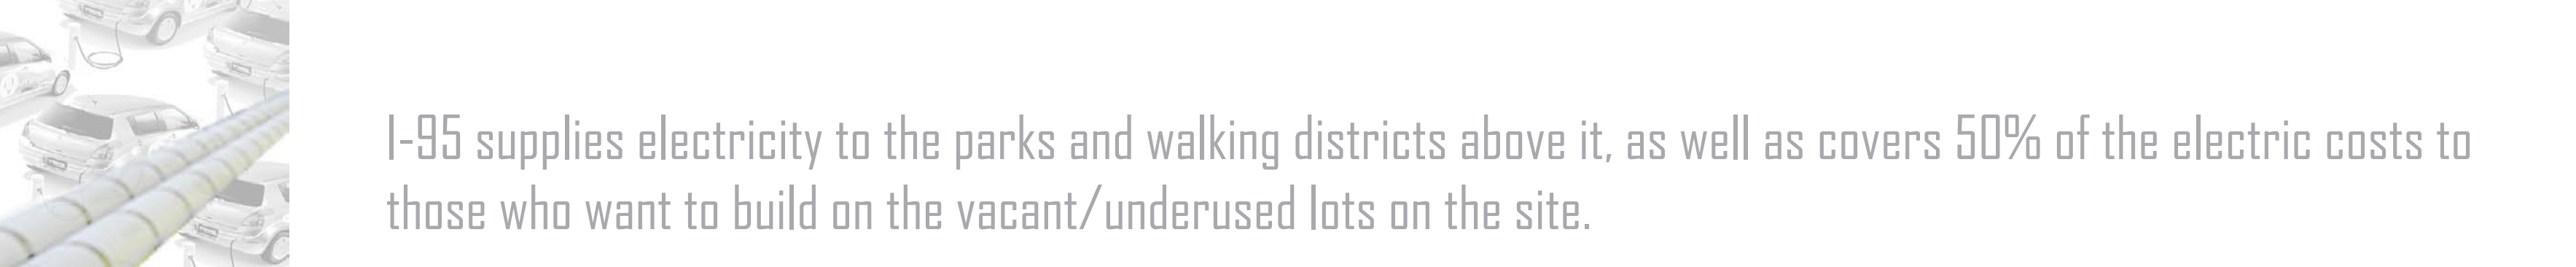 I-95 supplies electricity to the parks and walking districts above it, as well as covers 50% of the electric costs to
those who want to build on the vacant/underused lots on the site.